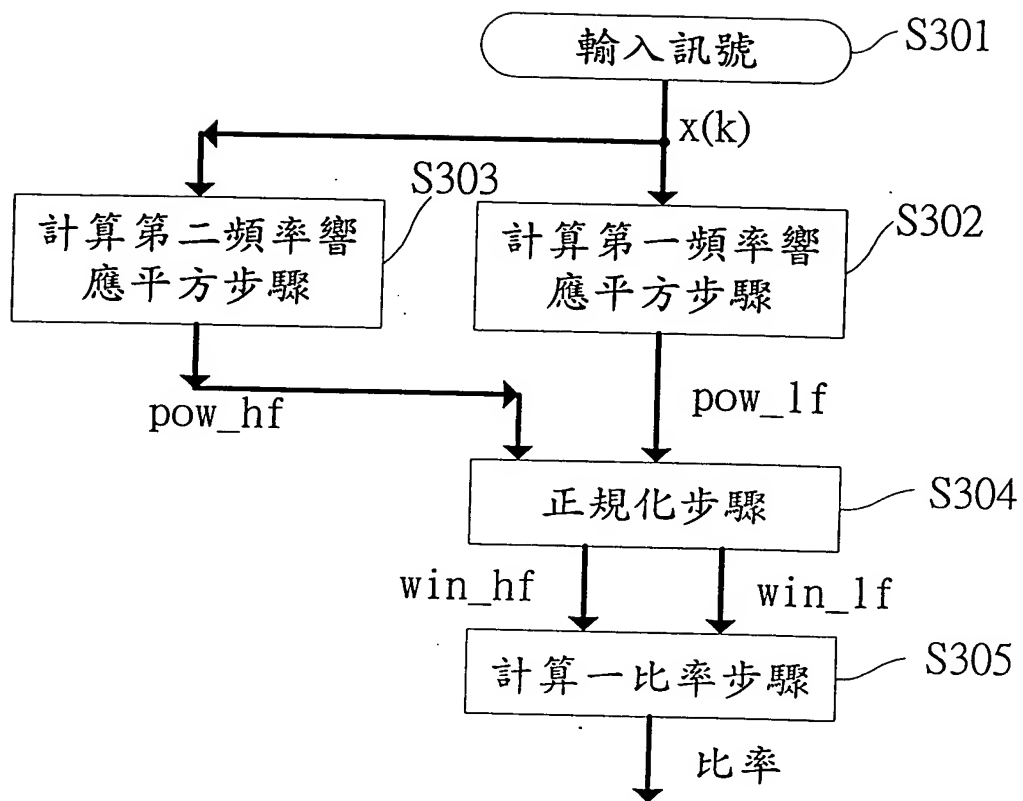 輸入訊號
S301
x(k)
S303
計算第二頻率響
應平方步驟
S302
計算第一頻率響
應平方步驟
pow_hf
pow_lf
正規化步驟
S304
win_hf
win_lf
計算一比率步驟
S305
比率